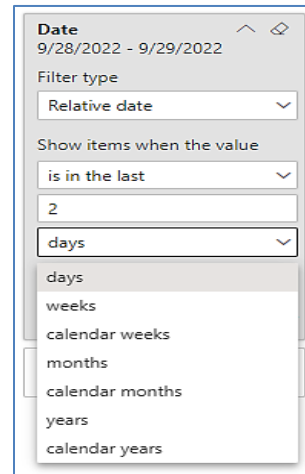 Date
9/28/2022 - 9/29/2022
Filter type
Relative date
Show items when the value
is in the last
2
days
days
weeks
calendar weeks
months
calendar months
years
calendar years